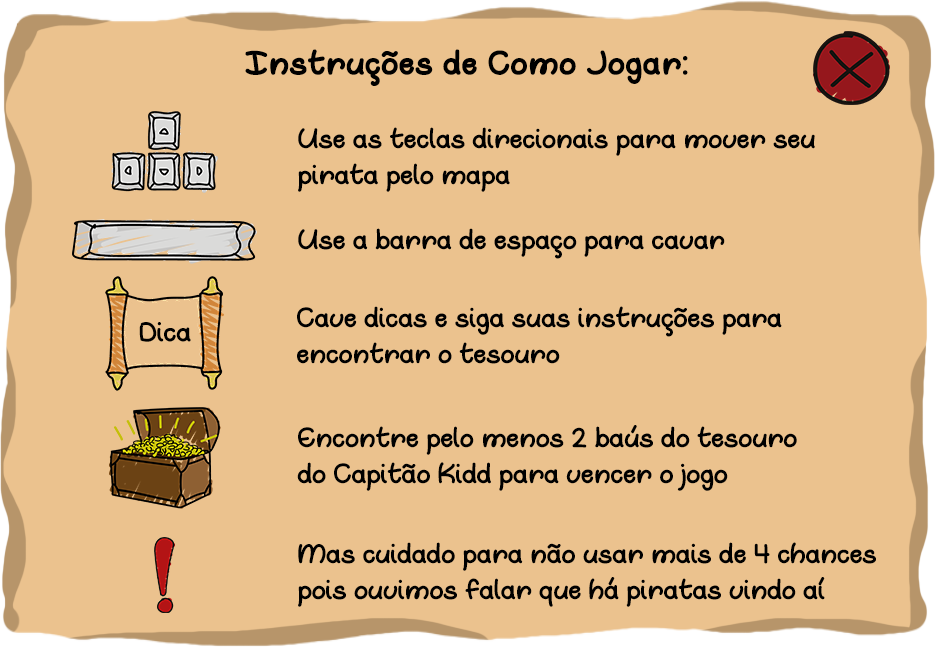 Instruções de Como Jogar:
Use as teclas direcionais para mover seu
pirata pelo mapa
Use a barra de espaço para cavar
Dica
Cave dicas e siga suas instruções para
encontrar o tesouro
Encontre pelo menos 2 baús do tesouro
do Capitão Kidd para vencer o jogo
Mas cuidado para não usar mais de 4 chances
pois ouvimos falar que há piratas vindo aí